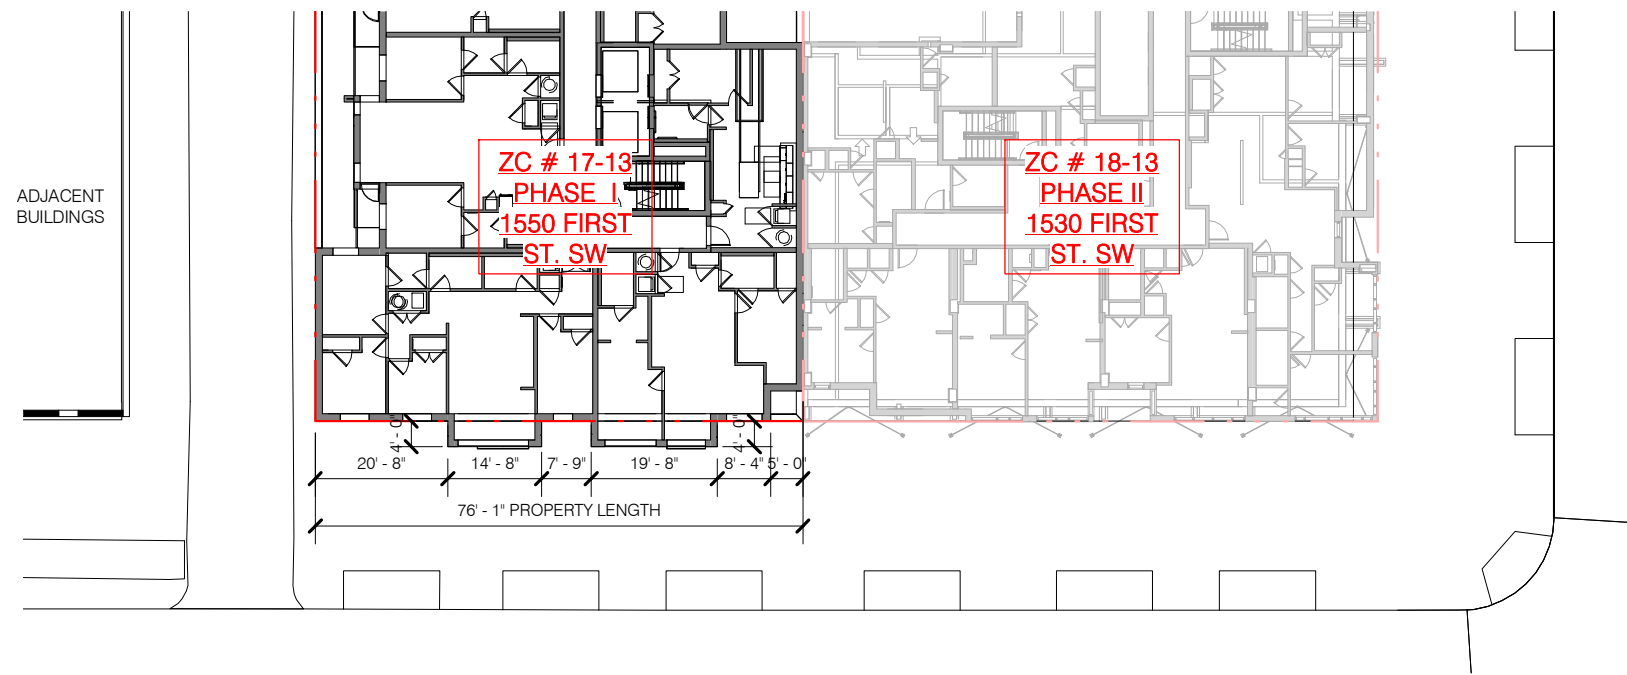 ADJACENT
BUILDINGS
ZC # 17-13
PHASE I
1550 FIRST
ST. SW
ZC # 18-13
PHASE II
1530 FIRST
ST. SW
4' - 0"
4' - 0"
20' - 8"
14' - 8"
7' - 9"
19' - 8"
8' - 4"
5' - 0"
76' - 1" PROPERTY LENGTH